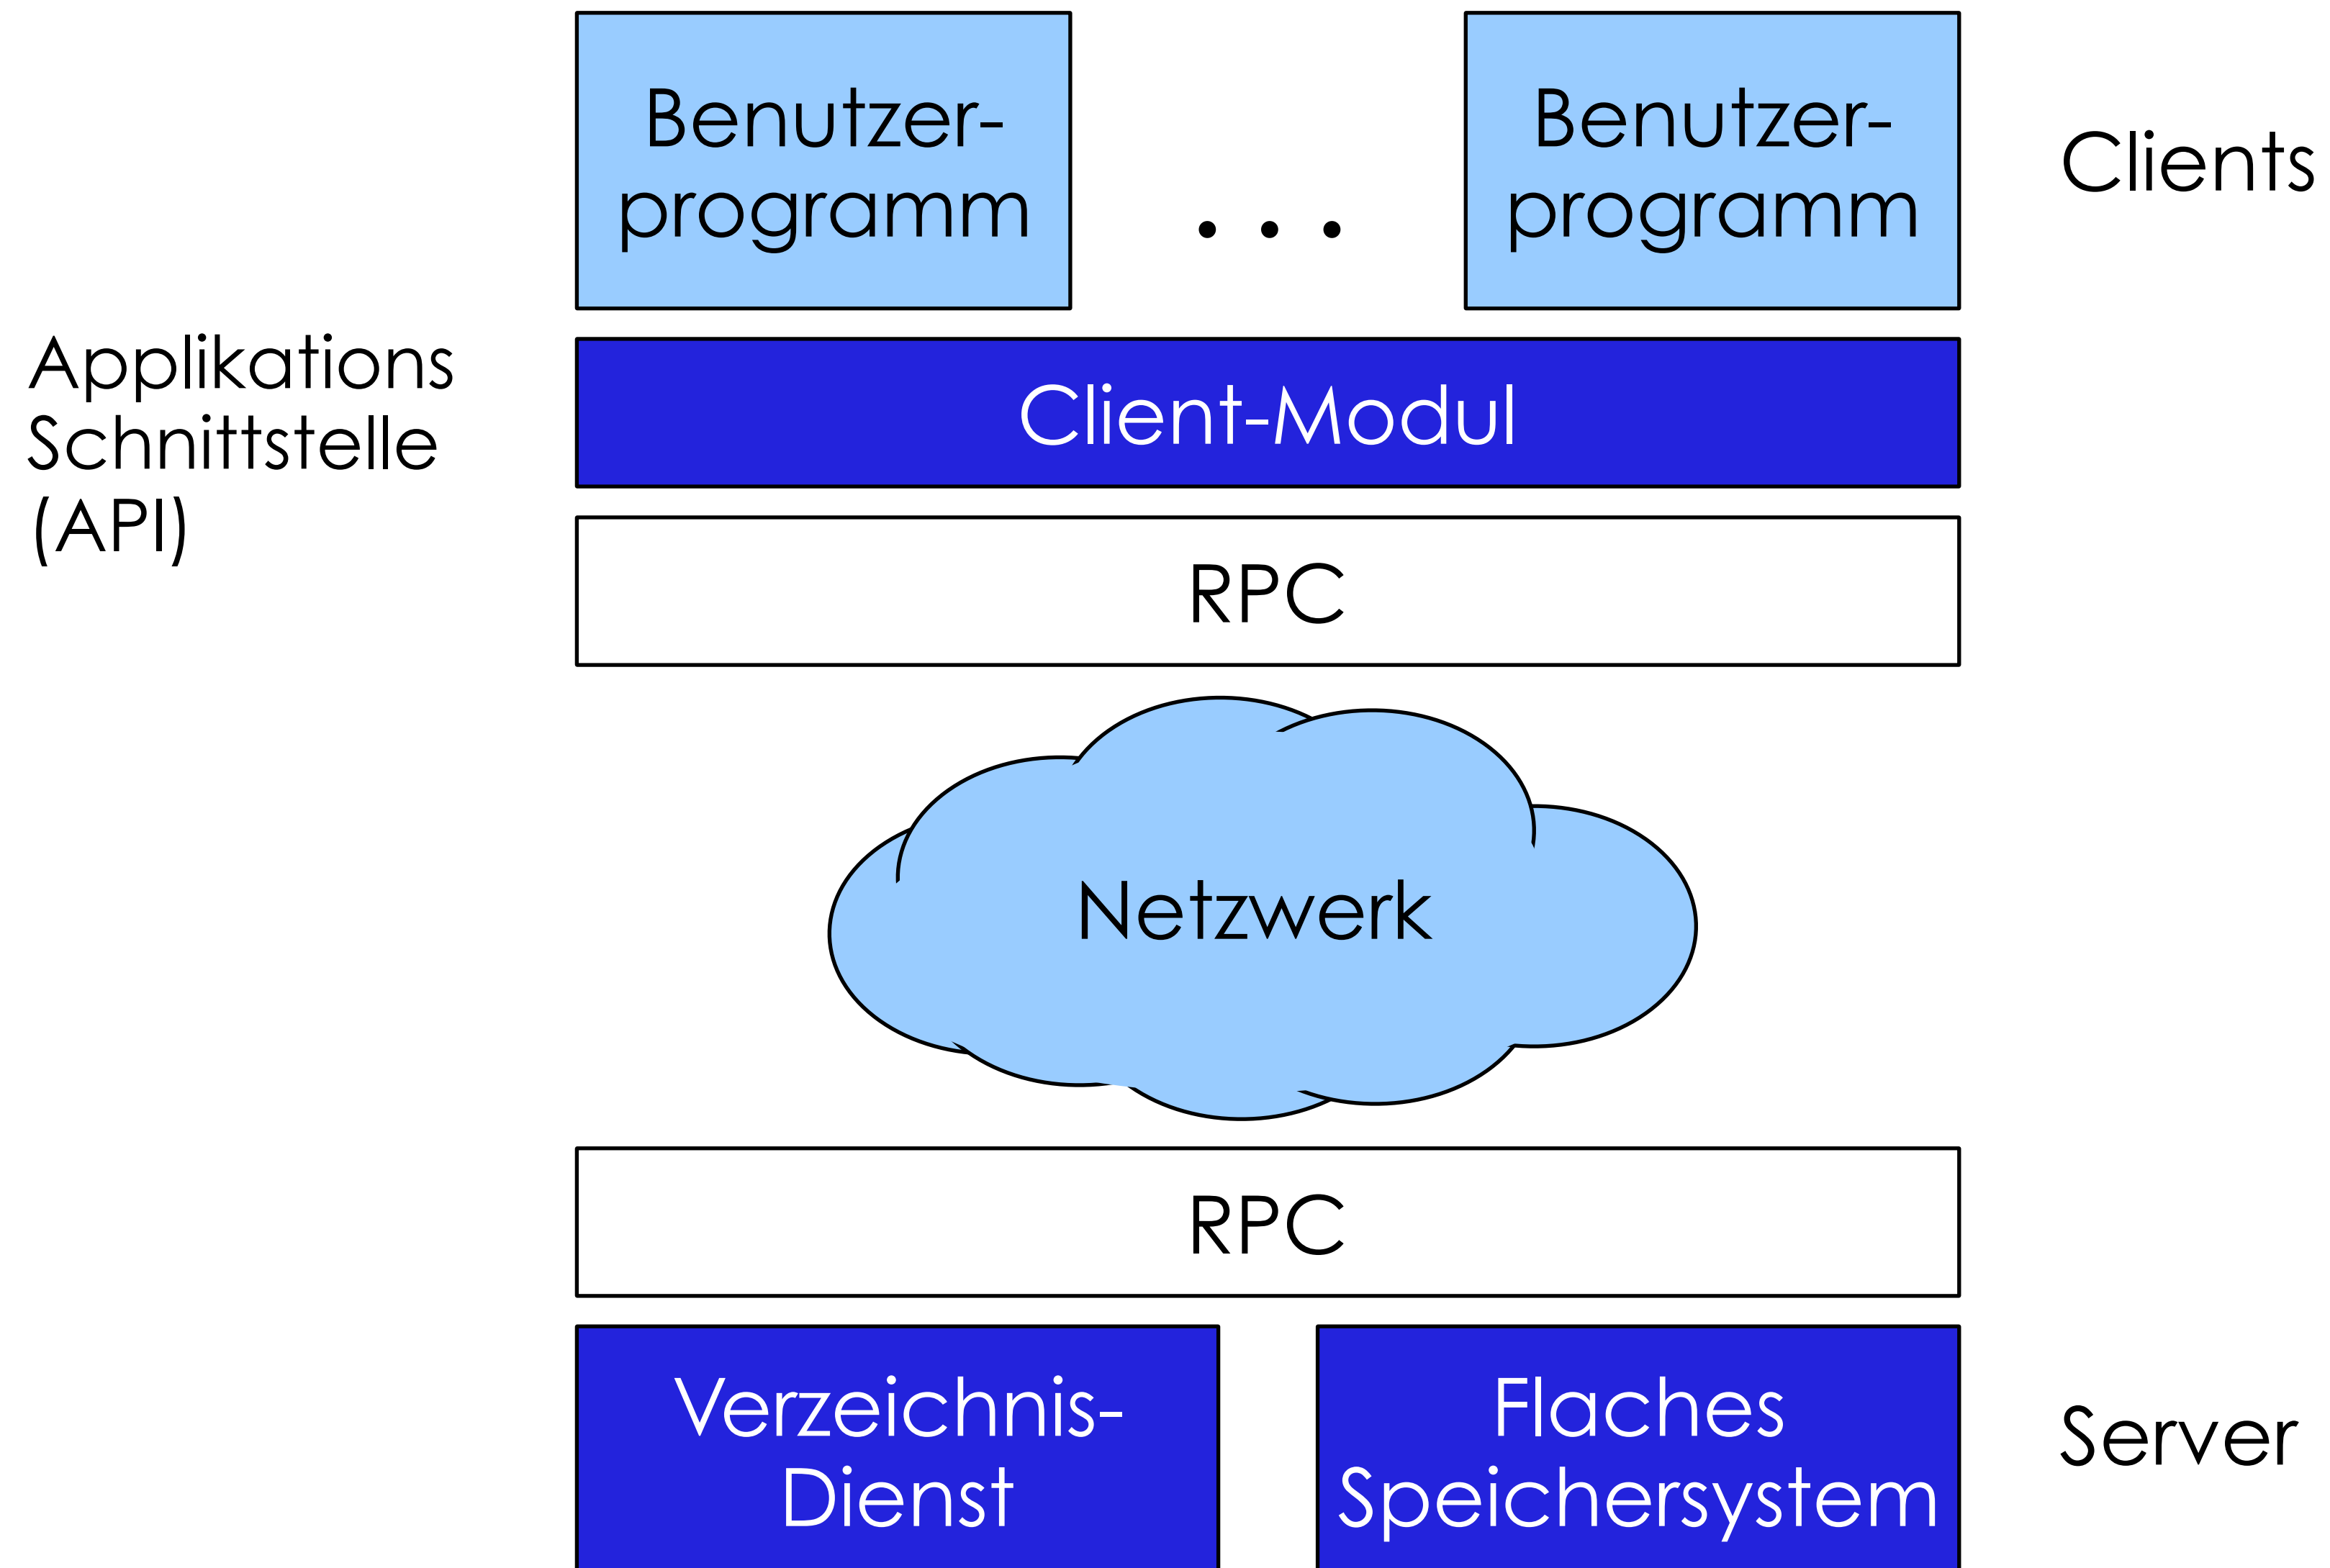 Benutzer-
programm
. . .
Benutzer-
programm
Clients
Applikations
Schnittstelle
(API)
Client-Modul
RPC
Netzwerk
RPC
Verzeichnis-
Dienst
Flaches
Speichersystem
Server